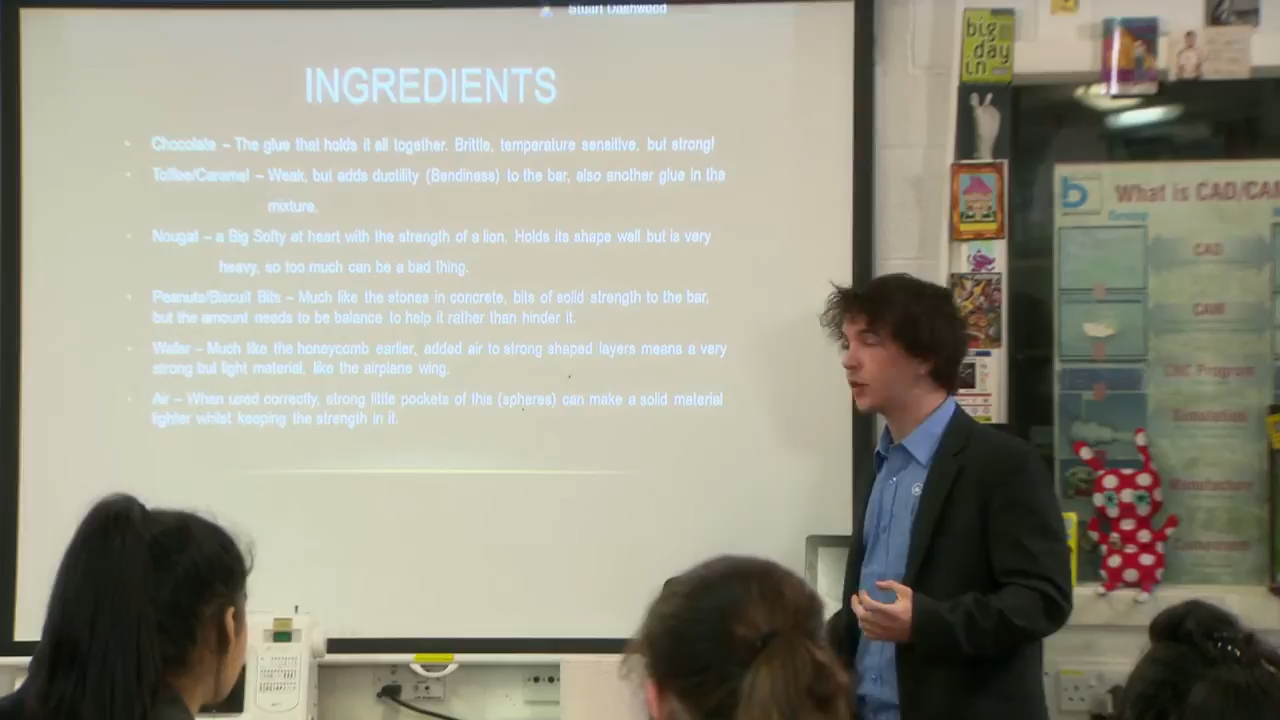 Stuart Dashwood
INGREDIENTS
Chocolate – The glue that holds it all together. Brittle, temperature sensitive, but strong!
Toffee/Caramel – Weak, but adds ductility (Bendiness) to the bar, also another glue in the
mixture.
Nougat – a Big Softy at heart with the strength of a lion. Holds its shape well but is very
heavy, so too much can be a bad thing.
Peanuts/Biscuit Bits – Much like the stones in concrete, bits of solid strength to the bar,
but the amount needs to be balance to help it rather than hinder it.
Wafer – Much like the honeycomb earlier, added air to strong shaped layers means a very
strong but light material, like the airplane wing.
Air – When used correctly, strong little pockets of this (spheres) can make a solid material
lighter whilst keeping the strength in it.
big
day
in
b What is CAD/CAM
CAD
CAM
CNC Program
Simulation
Manufacture
Component